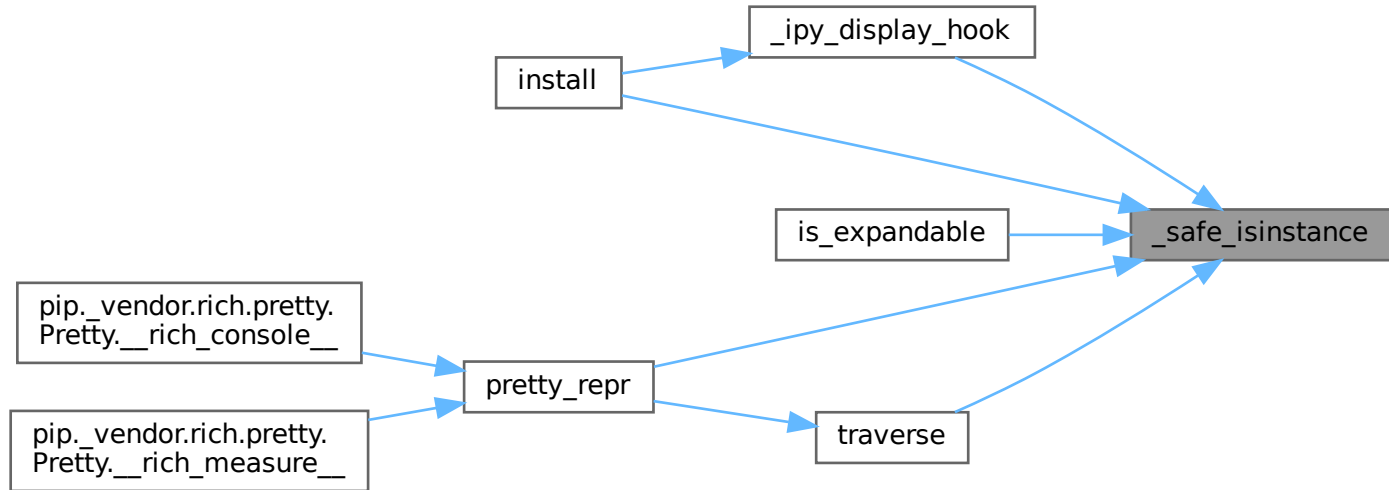 _ipy_display_hook
install
is_expandable
_safe_isinstance
pip._vendor.rich.pretty.
Pretty.__rich_console__
pretty_repr
traverse
pip._vendor.rich.pretty.
Pretty.__rich_measure__